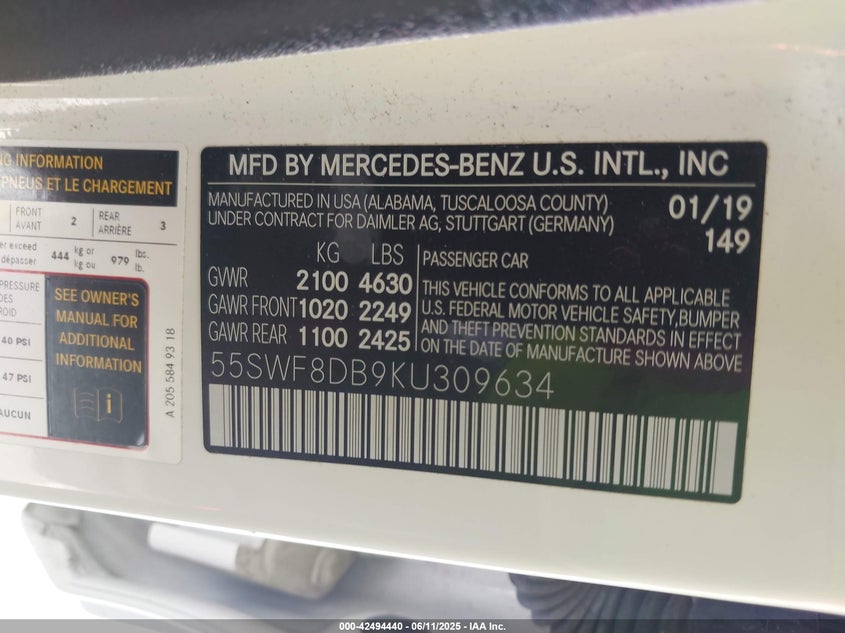 NG INFORMATION
PNEUS ET LE CHARGEMENT
FRONT
AVANT
2
REAR
ARRIÈRE
3
er exceed
dépasser
444
kg or
kg ou
979
lbs.
lb.
PRESSURE
DES
ROID
40 PSI
47 PSI
AUCUN
SEE OWNER'S
MANUAL FOR
ADDITIONAL
INFORMATION
i
A 205 584 93 18
MFD BY MERCEDES-BENZ U.S. INTL., INC
MANUFACTURED IN USA (ALABAMA, TUSCALOOSA COUNTY)
UNDER CONTRACT FOR DAIMLER AG, STUTTGART (GERMANY)
01/19
149
KG LBS
GVWR 2100 4630
GAWR FRONT 1020 2249
GAWR REAR 1100 2425
PASSENGER CAR
THIS VEHICLE CONFORMS TO ALL APPLICABLE
U.S. FEDERAL MOTOR VEHICLE SAFETY, BUMPER
AND THEFT PREVENTION STANDARDS IN EFFECT
ON THE DATE OF MANUFACTURE SHOWN ABOVE
55SWF8DB9KU309634
000-42494440 - 06/11/2025 - IAA Inc.